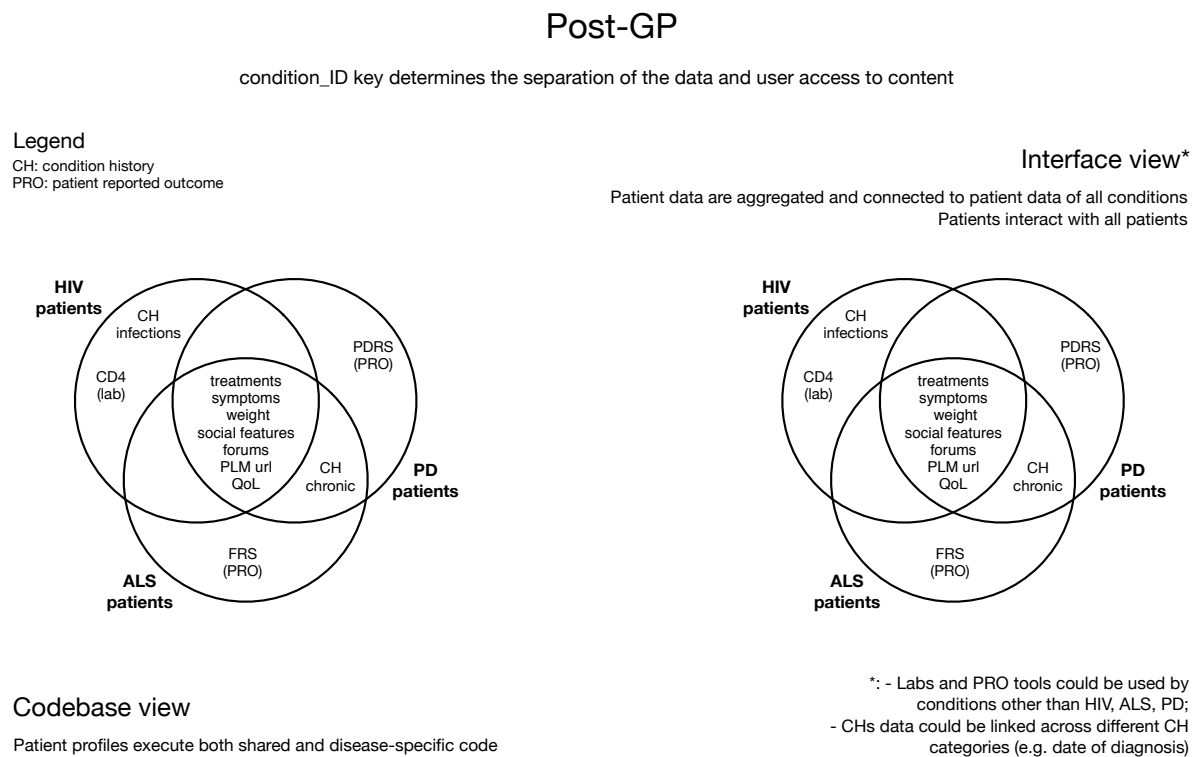 Post-GP
condition_ID key determines the separation of the data and user access to content
Legend
CH: condition history
PRO: patient reported outcome
Interface view*
Patient data are aggregated and connected to patient data of all conditions
Patients interact with all patients
HIV
patients
CH
infections
CD4
(lab)
PDRS
(PRO)
treatments
symptoms
weight
social features
forums
PLM url
QoL
CH
chronic
PD
patients
FRS
(PRO)
ALS
patients
HIV
patients
CH
infections
CD4
(lab)
PDRS
(PRO)
treatments
symptoms
weight
social features
forums
PLM url
QoL
CH
chronic
PD
patients
FRS
(PRO)
ALS
patients
Codebase view
Patient profiles execute both shared and disease-specific code
*: - Labs and PRO tools could be used by
conditions other than HIV, ALS, PD;
- CHs data could be linked across different CH
categories (e.g. date of diagnosis)